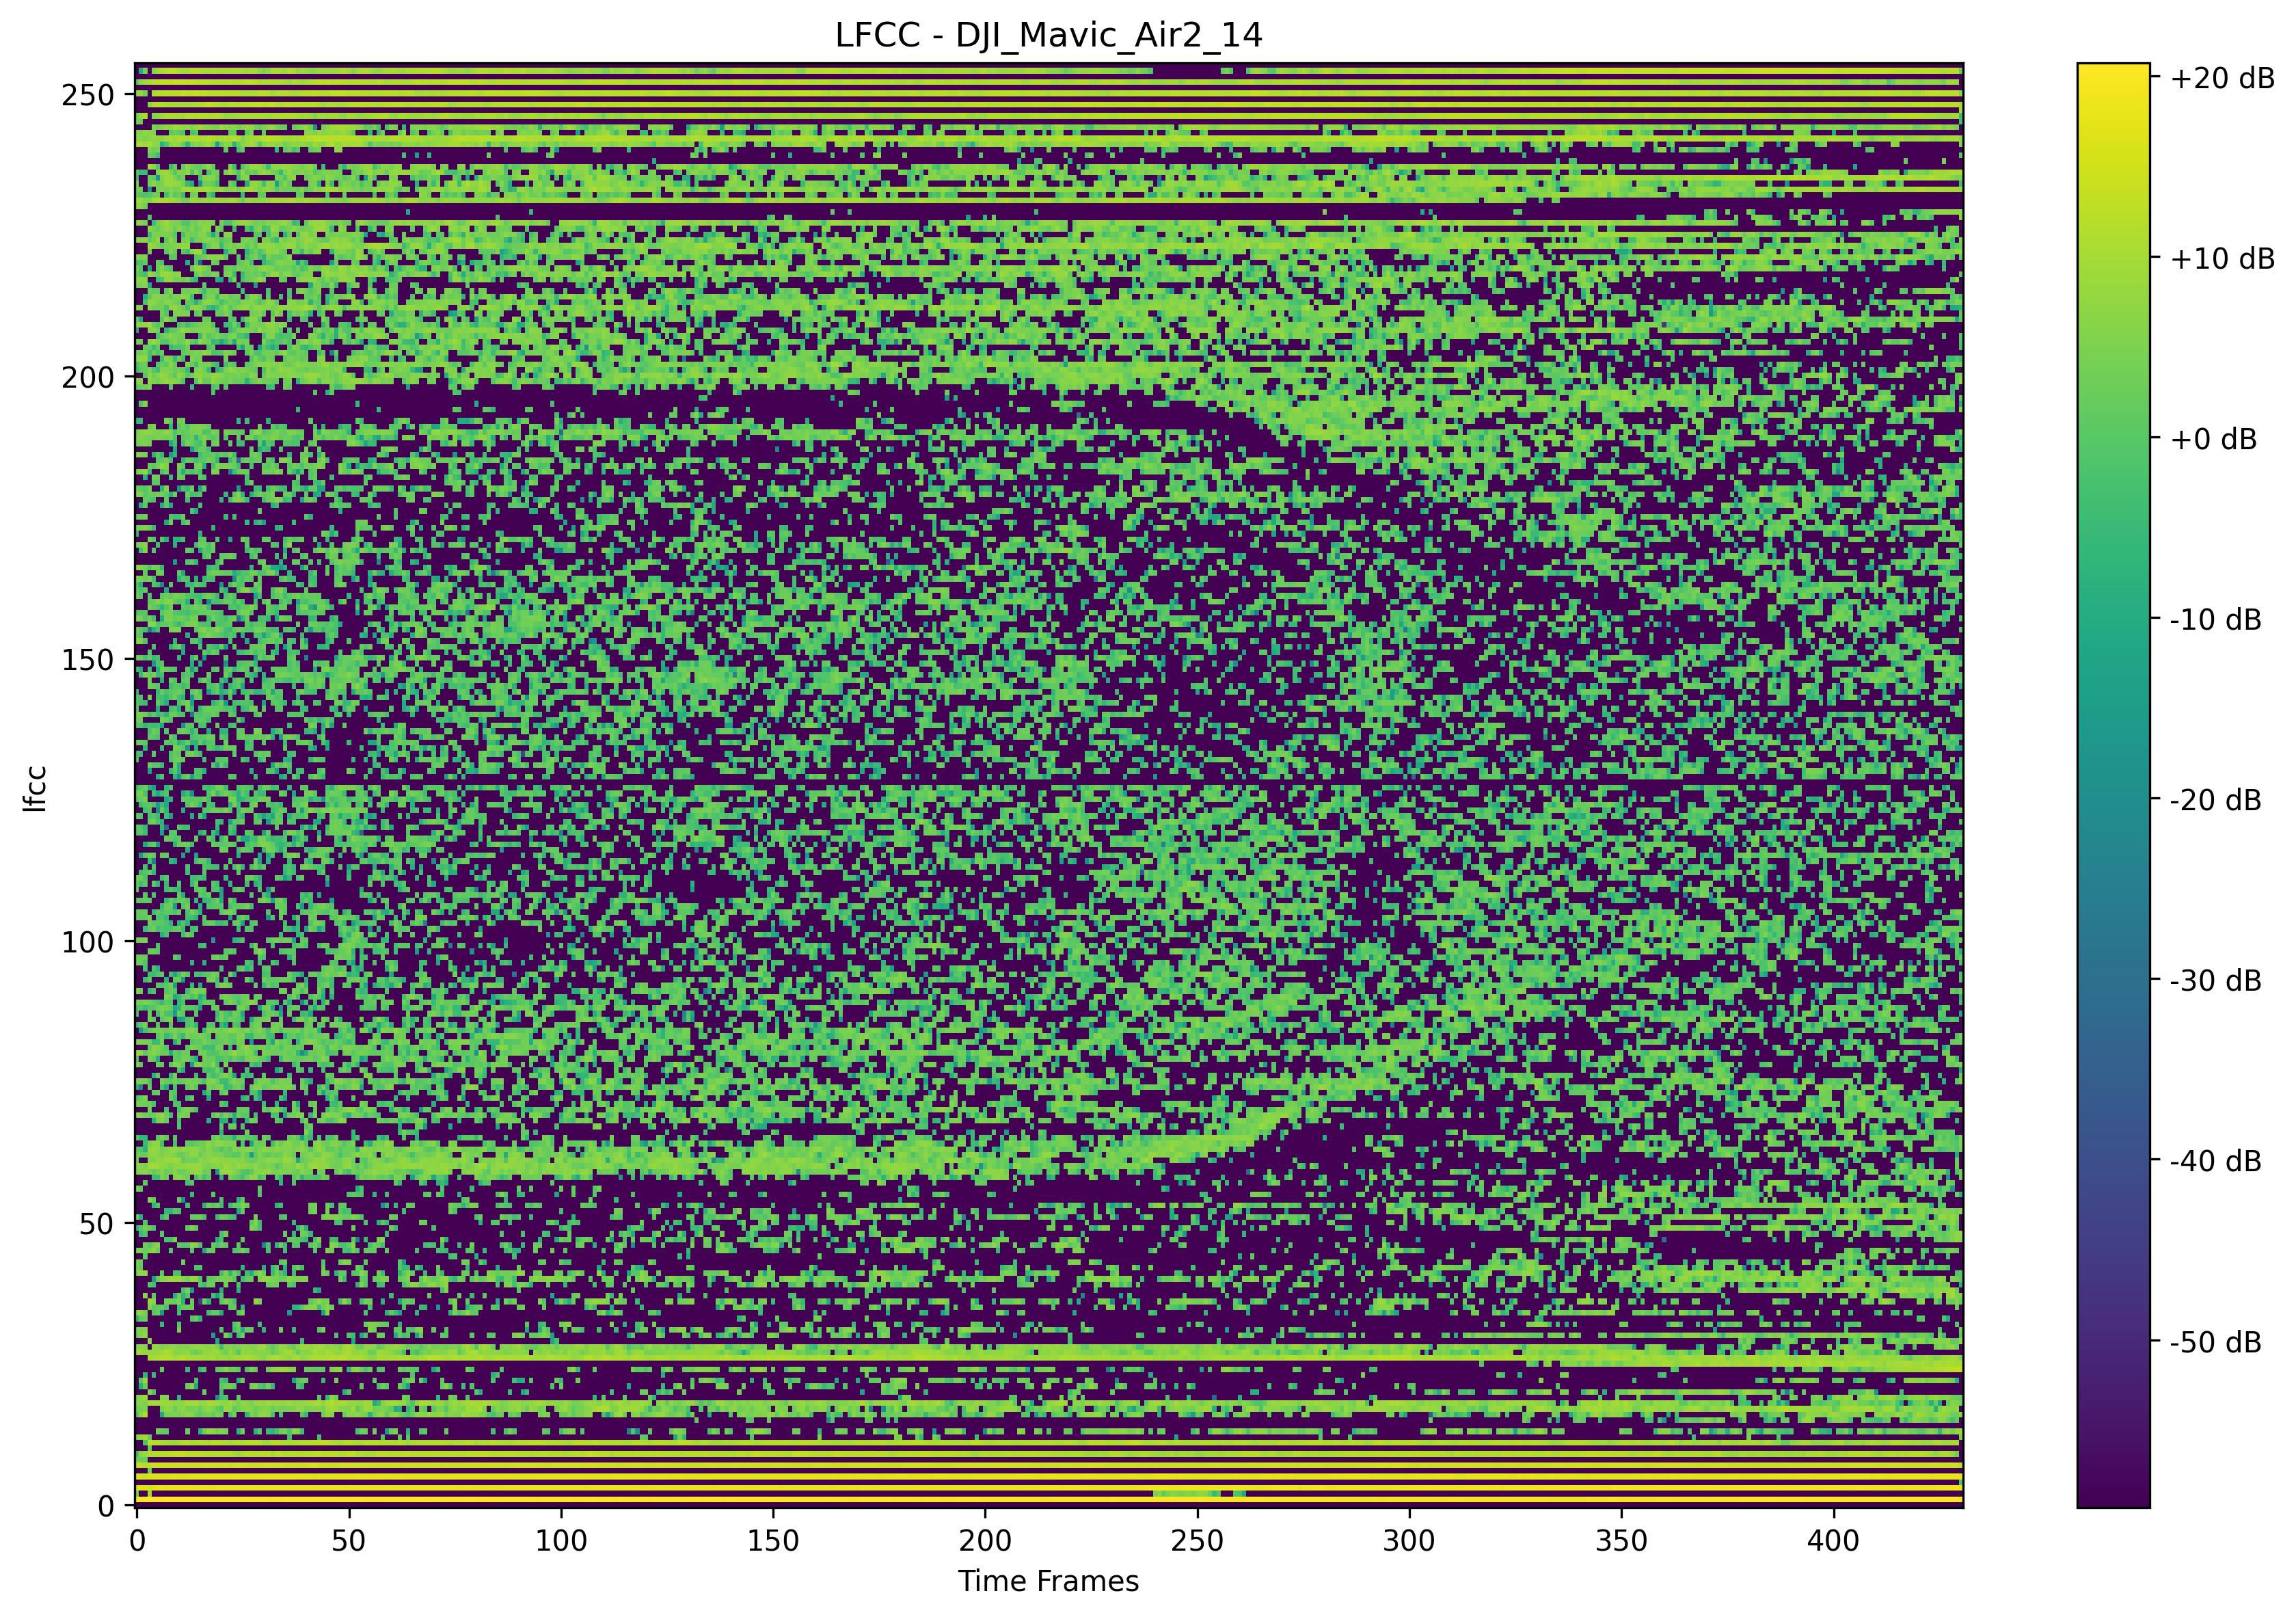 LFCC - DJI_Mavic_Air2_14
250
200
150
100
50
0
lfcc
0 50 100 150 200 250 300 350 400
Time Frames
+20 dB
+10 dB
+0 dB
-10 dB
-20 dB
-30 dB
-40 dB
-50 dB